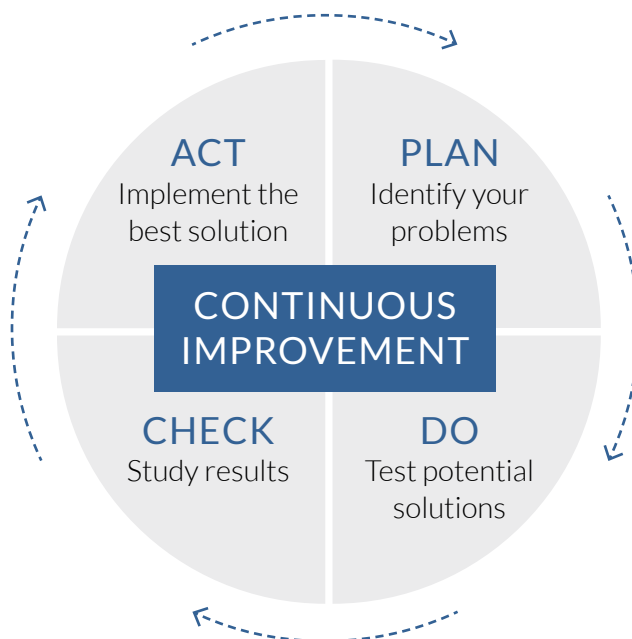 ACT
Implement the
best solution
PLAN
Identify your
problems
CONTINUOUS
IMPROVEMENT
CHECK
Study results
DO
Test potential
solutions